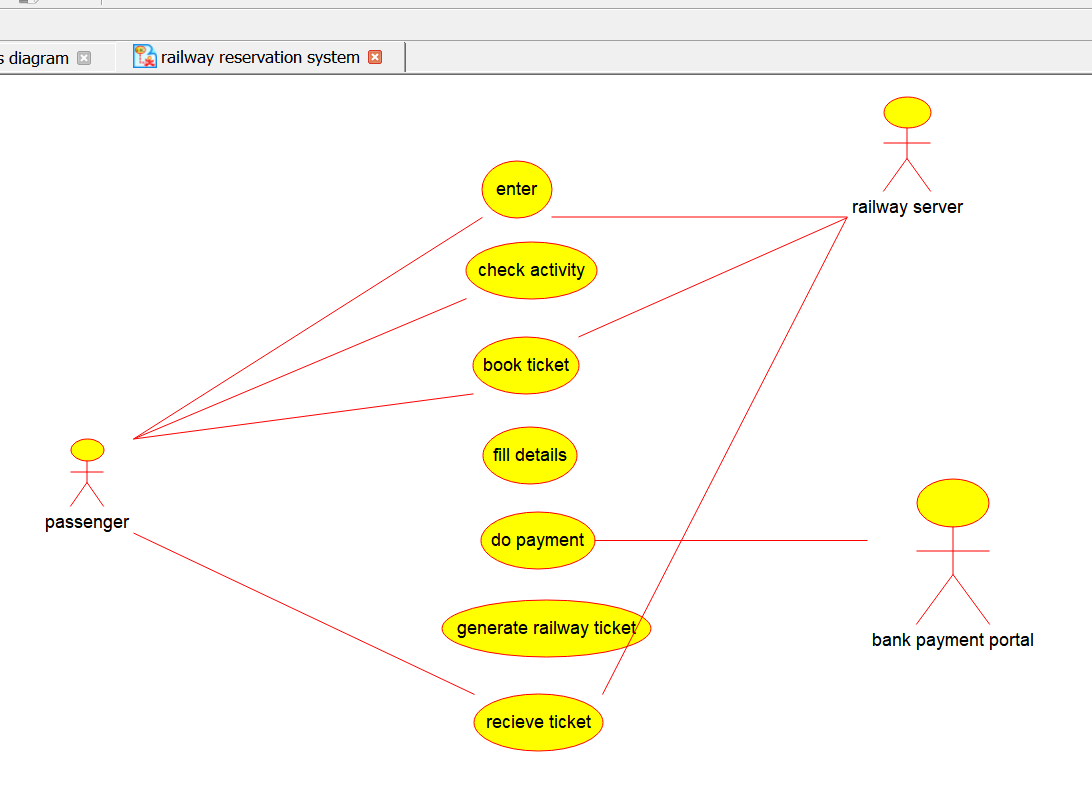 s diagram
railway reservation system
railway server
enter
check activity
book ticket
fill details
passenger
do payment
bank payment portal
generate railway ticket
recieve ticket